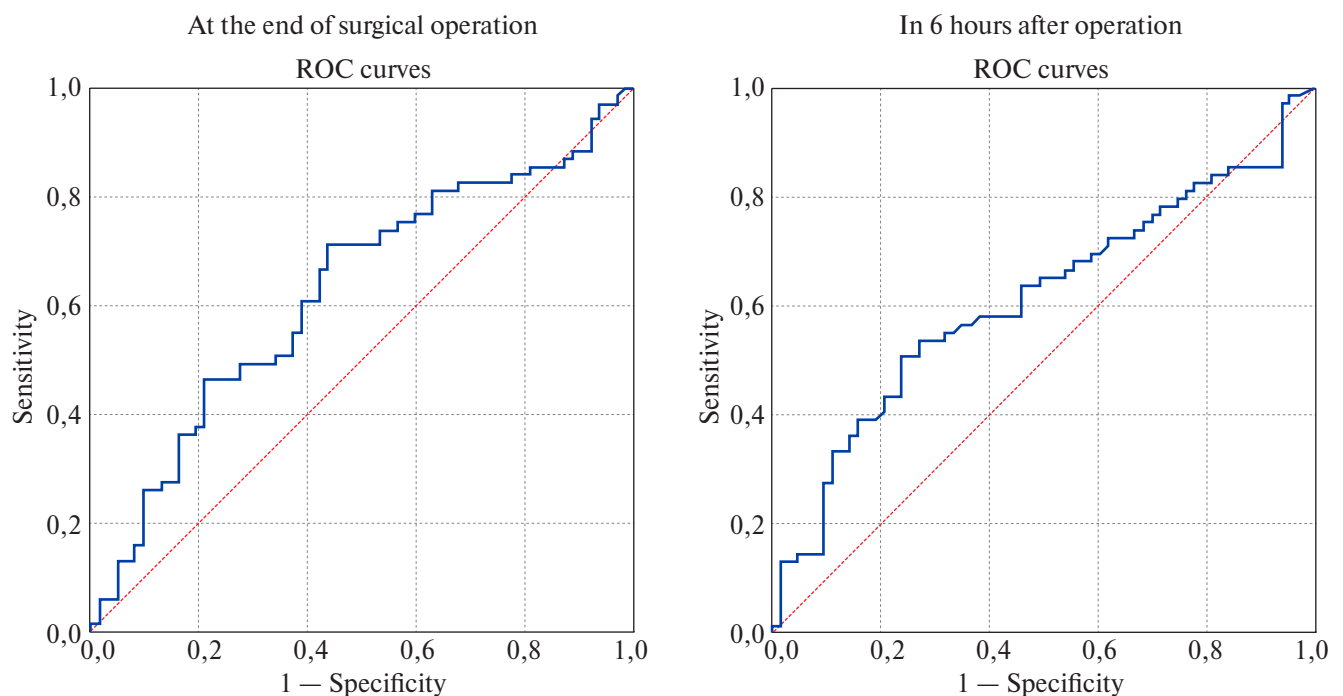 At the end of surgical operation
ROC curves
1,0
0,8
0,6
0,4
0,2
0,0
Sensitivity
0,0 0,2 0,4 0,6 0,8 1,0
1 — Specificity
In 6 hours after operation
ROC curves
1,0
0,8
0,6
0,4
0,2
0,0
Sensitivity
0,0 0,2 0,4 0,6 0,8 1,0
1 — Specificity